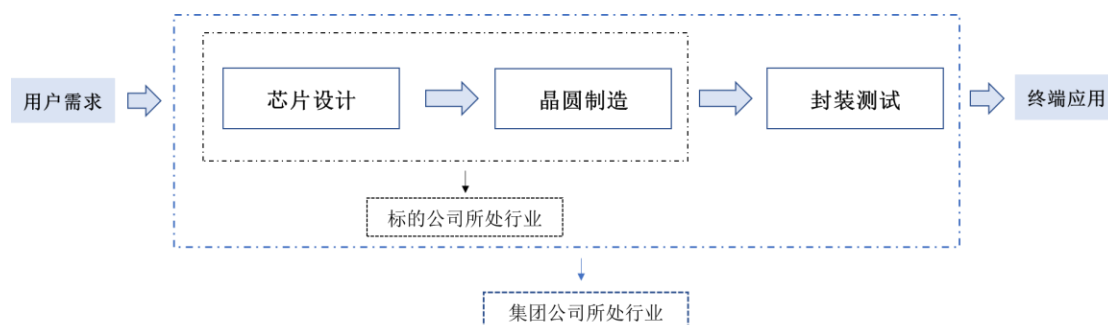 用户需求
芯片设计
晶圆制造
封装测试
终端应用
标的公司所处行业
集团公司所处行业